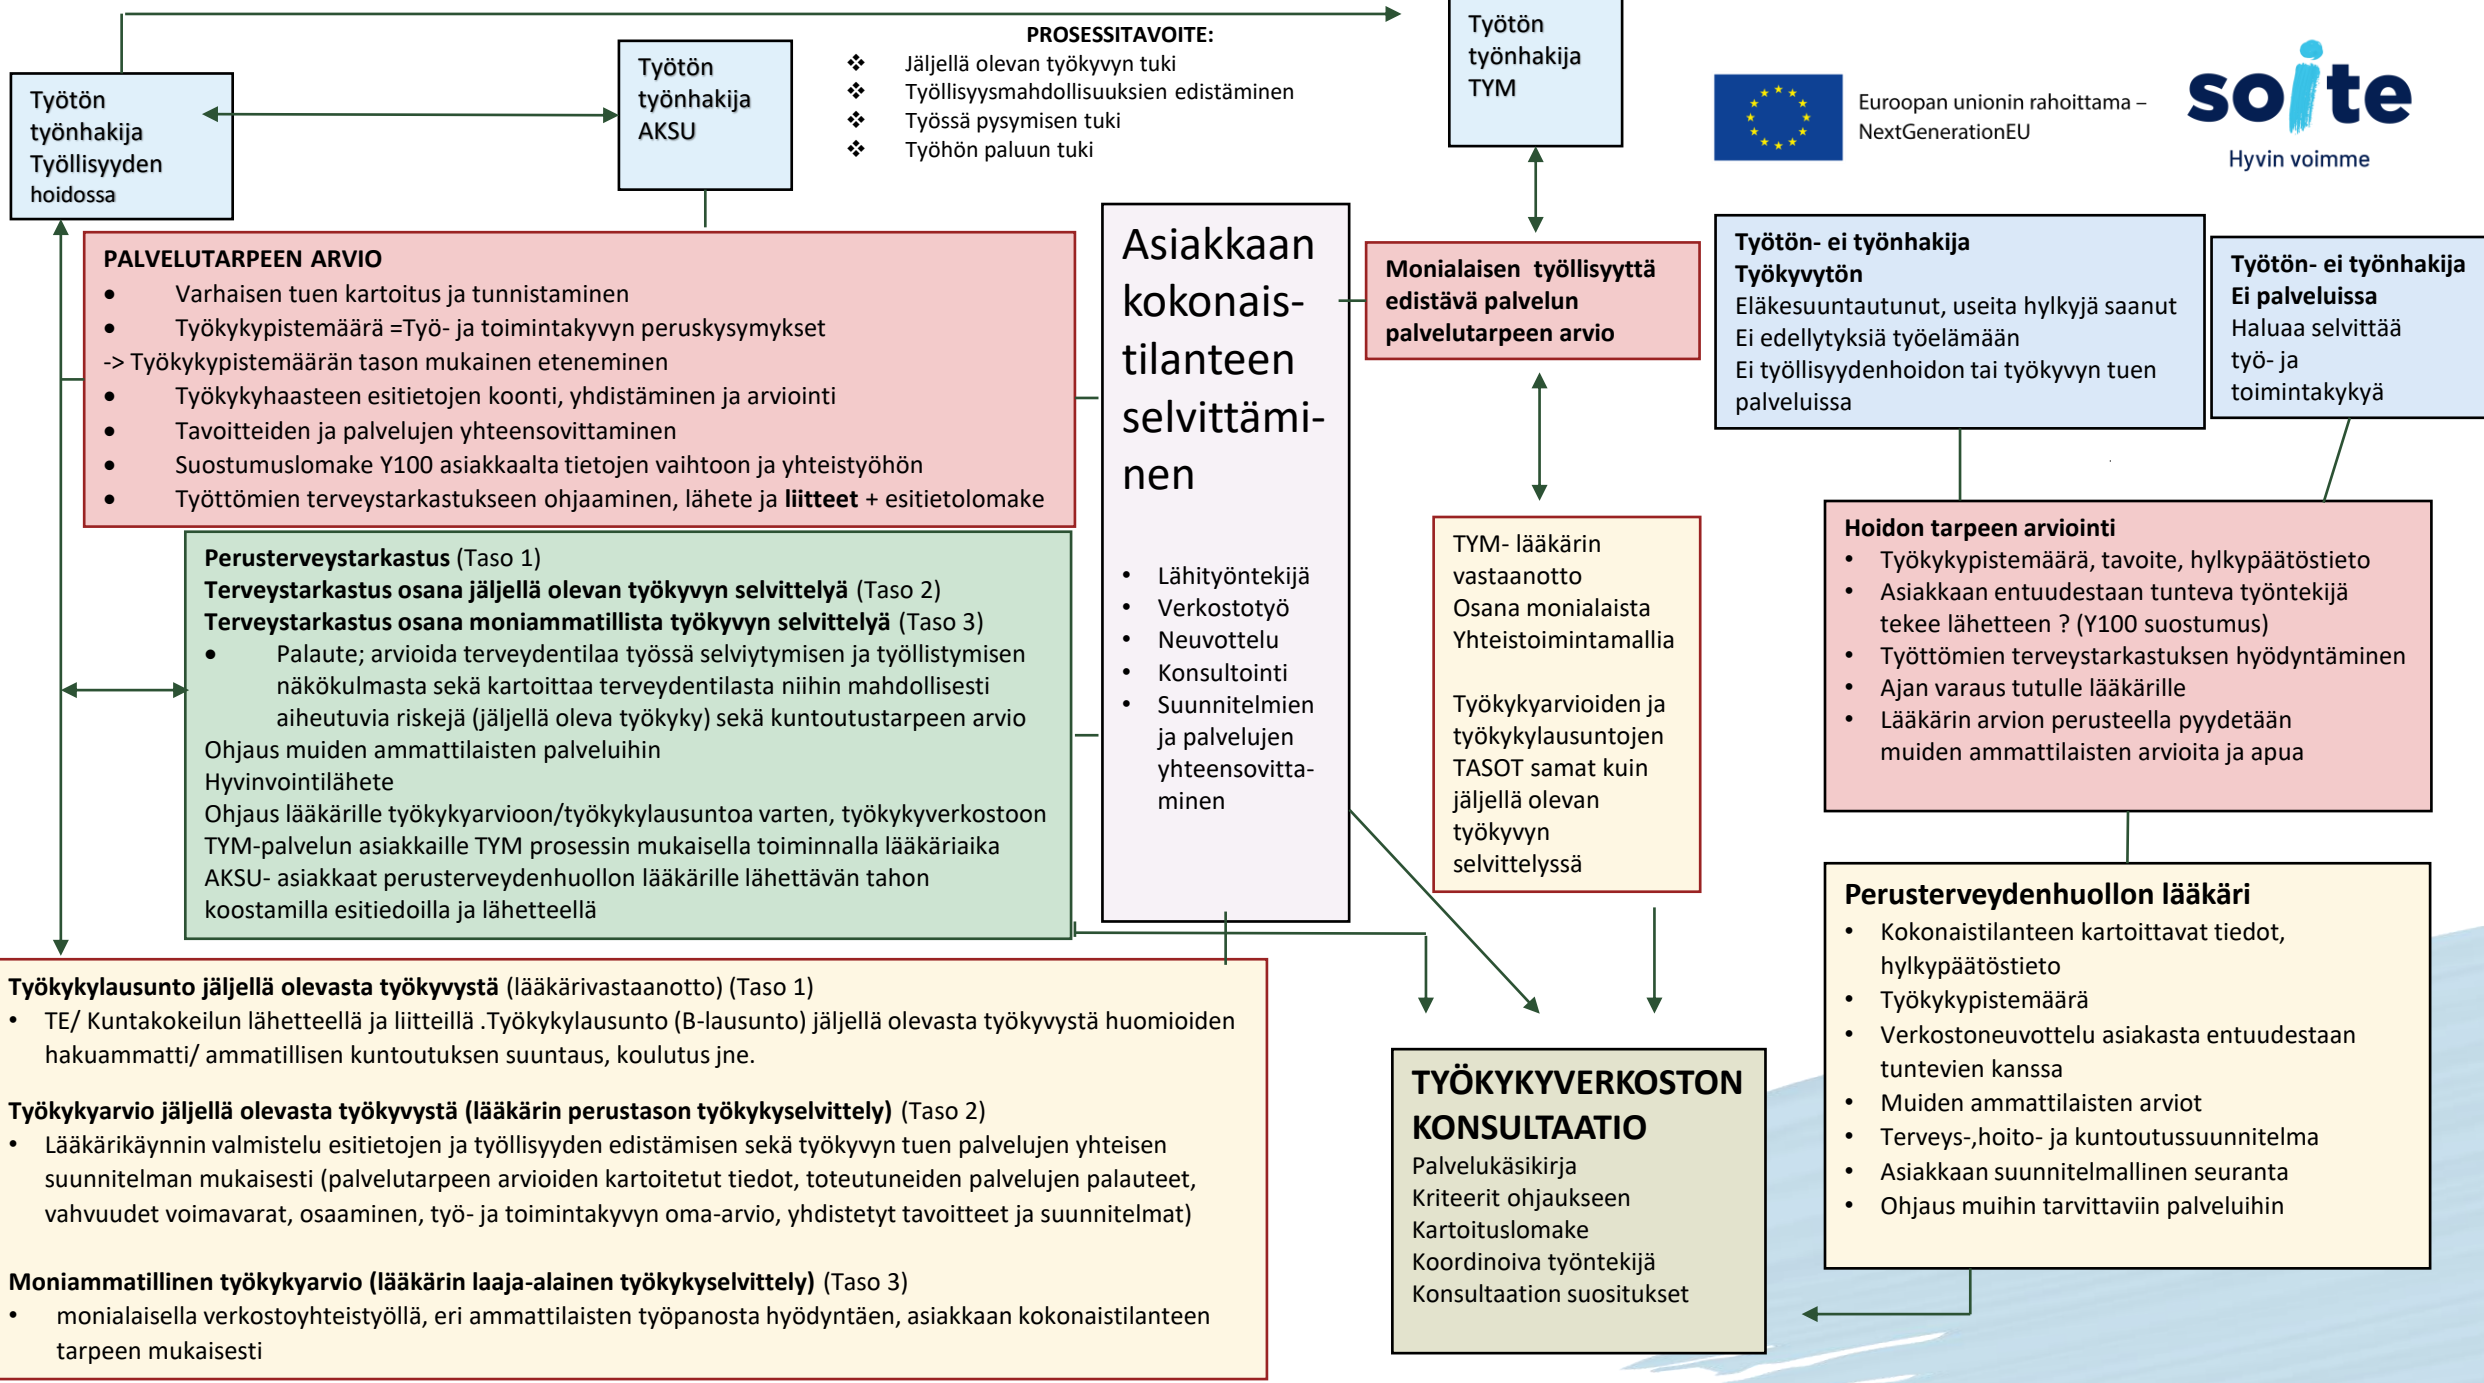 Työtön
työnhakija
Työllisyyden
hoidossa
Työtön
työnhakija
AKSU
PROSESSITAVOITE:
❖ Jäljellä olevan työkyvyn tuki
❖ Työllisyysmahdollisuuksien edistäminen
❖ Työssä pysymisen tuki
❖ Työhön paluun tuki
Työtön
työnhakija
TYM
Euroopan unionin rahoittama –
NextGenerationEU
soite
Hyvin voimme
PALVELUTARPEEN ARVIO
• Varhaisen tuen kartoitus ja tunnistaminen
• Työkykypistemäärä =Työ- ja toimintakyvyn peruskysymykset
-> Työkykypistemäärän tason mukainen eteneminen
• Työkykyhaasteen esitietojen koonti, yhdistäminen ja arviointi
• Tavoitteiden ja palvelujen yhteensovittaminen
• Suostumuslomake Y100 asiakkaalta tietojen vaihtoon ja yhteistyöhön
• Työttömien terveystarkastukseen ohjaaminen, lähete ja liitteet + esitietolomake
Perusterveystarkastus (Taso 1)
Terveystarkastus osana jäljellä olevan työkyvyn selvittelyä (Taso 2)
Terveystarkastus osana moniammatillista työkyvyn selvittelyä (Taso 3)
• Palaute; arvioida terveydentilaa työssä selviytymisen ja työllistymisen
näkökulmasta sekä kartoittaa terveydentilasta niihin mahdollisesti
aiheutuvia riskejä (jäljellä oleva työkyky) sekä kuntoutustarpeen arvio
Ohjaus muiden ammattilaisten palveluihin
Hyvinvointilähete
Ohjaus lääkärille työkykyarvioon/työkykylausuntoa varten, työkykyverkostoon
TYM-palvelun asiakkaille TYM prosessin mukaisella toiminnalla lääkäriaika
AKSU- asiakkaat perusterveydenhuollon lääkärille lähettävän tahon
koostamilla esitiedoilla ja lähetteellä
Työkykylausunto jäljellä olevasta työkyvystä (lääkärivastaanotto) (Taso 1)
• TE/ Kuntakokeilun lähetteellä ja liitteillä .Työkykylausunto (B-lausunto) jäljellä olevasta työkyvystä huomioiden
hakuammatti/ ammatillisen kuntoutuksen suuntaus, koulutus jne.
Työkykyarvio jäljellä olevasta työkyvystä (lääkärin perustason työkykyselvittely) (Taso 2)
• Lääkärikäynnin valmistelu esitietojen ja työllisyyden edistämisen sekä työkyvyn tuen palvelujen yhteisen
suunnitelman mukaisesti (palvelutarpeen arvioiden kartoitetut tiedot, toteutuneiden palvelujen palauteet,
vahvuudet voimavarat, osaaminen, työ- ja toimintakyvyn oma-arvio, yhdistetyt tavoitteet ja suunnitelmat)
Moniammatillinen työkykyarvio (lääkärin laaja-alainen työkykyselvittely) (Taso 3)
• monialaisella verkostoyhteistyöllä, eri ammattilaisten työpanosta hyödyntäen, asiakkaan kokonaistilanteen
tarpeen mukaisesti
Asiakkaan
kokonais-
tilanteen
selvittämi-
nen
• Lähityöntekijä
• Verkostotyö
• Neuvottelu
• Konsultointi
• Suunnitelmien
ja palvelujen
yhteensovitta-
minen
Monialaisen työllisyyttä
edistävä palvelun
palvelutarpeen arvio
TYM- lääkärin
vastaanotto
Osana monialaista
Yhteistoimintamallia
Työkykyarvioiden ja
työkykylausuntojen
TASOT samat kuin
jäljellä olevan
työkyvyn
selvittelyssä
TYÖKYKYVERKOSTON
KONSULTAATIO
Palvelukäsikirja
Kriteerit ohjaukseen
Kartoituslomake
Koordinoiva työntekijä
Konsultaation suositukset
Työtön- ei työnhakija
Työkyvytön
Eläkesuuntautunut, useita hylkyjä saanut
Ei edellytyksiä työelämään
Ei työllisyydenhoidon tai työkyvyn tuen
palveluissa
Työtön- ei työnhakija
Ei palveluissa
Haluaa selvittää
työ- ja
toimintakykyä
Hoidon tarpeen arviointi
• Työkykypistemäärä, tavoite, hylkypäätöstieto
• Asiakkaan entuudestaan tunteva työntekijä
tekee lähetteen ? (Y100 suostumus)
• Työttömien terveystarkastuksen hyödyntäminen
• Ajan varaus tutulle lääkärille
• Lääkärin arvion perusteella pyydetään
muiden ammattilaisten arvioita ja apua
Perusterveydenhuollon lääkäri
• Kokonaistilanteen kartoittavat tiedot,
hylkypäätöstieto
• Työkykypistemäärä
• Verkostoneuvottelu asiakasta entuudestaan
tuntevien kanssa
• Muiden ammattilaisten arviot
• Terveys-,hoito- ja kuntoutussuunnitelma
• Asiakkaan suunnitelmallinen seuranta
• Ohjaus muihin tarvittaviin palveluihin